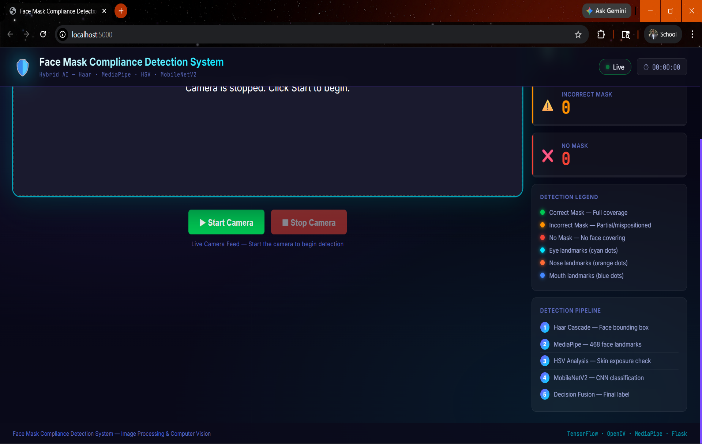 Face Mask Compliance Detecti
Ask Gemini
localhost:5000
School
Face Mask Compliance Detection System
Hybrid AI — Haar · MediaPipe · HSV · MobileNetV2
Live
00:00:00
Camera is stopped. Click Start to begin.
INCORRECT MASK
0
NO MASK
0
Start Camera
Stop Camera
Live Camera Feed — Start the camera to begin detection
DETECTION LEGEND
Correct Mask — Full coverage
Incorrect Mask — Partial/mispositioned
No Mask — No face covering
Eye landmarks (cyan dots)
Nose landmarks (orange dots)
Mouth landmarks (blue dots)
DETECTION PIPELINE
1 Haar Cascade — Face bounding box
2 MediaPipe — 468 face landmarks
3 HSV Analysis — Skin exposure check
4 MobileNetV2 — CNN classification
5 Decision Fusion — Final label
Face Mask Compliance Detection System — Image Processing & Computer Vision
TensorFlow · OpenCV · MediaPipe · Flask